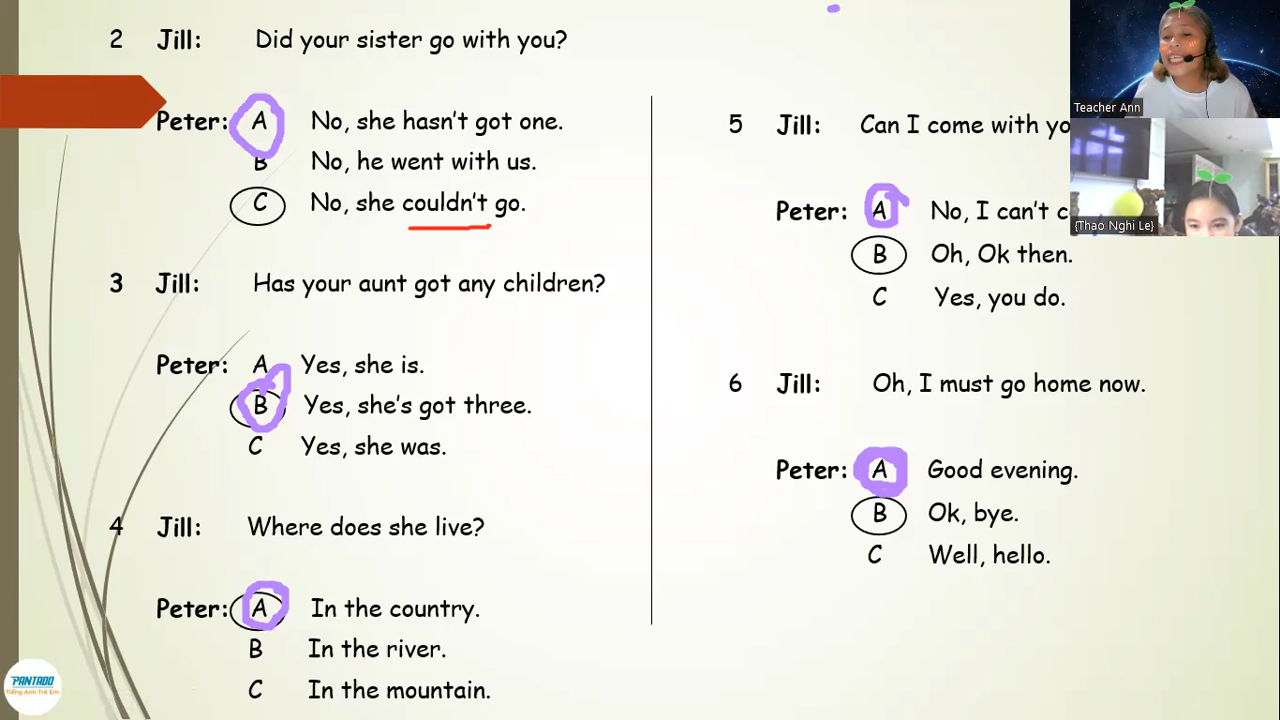 2 Jill: Did your sister go with you?
Peter: A No, she hasn't got one.
B No, he went with us.
C No, she couldn't go.
3 Jill: Has your aunt got any children?
Peter: A Yes, she is.
B Yes, she's got three.
C Yes, she was.
4 Jill: Where does she live?
Peter: A In the country.
B In the river.
C In the mountain.
5 Jill: Can I come with yo
Peter: A No, I can't c
B Oh, Ok then.
C Yes, you do.
6 Jill: Oh, I must go home now.
Peter: A Good evening.
B Ok, bye.
C Well, hello.
Teacher Ann
{Thao Nghi Le}
PANTADO
Tiếng Anh Trẻ Em